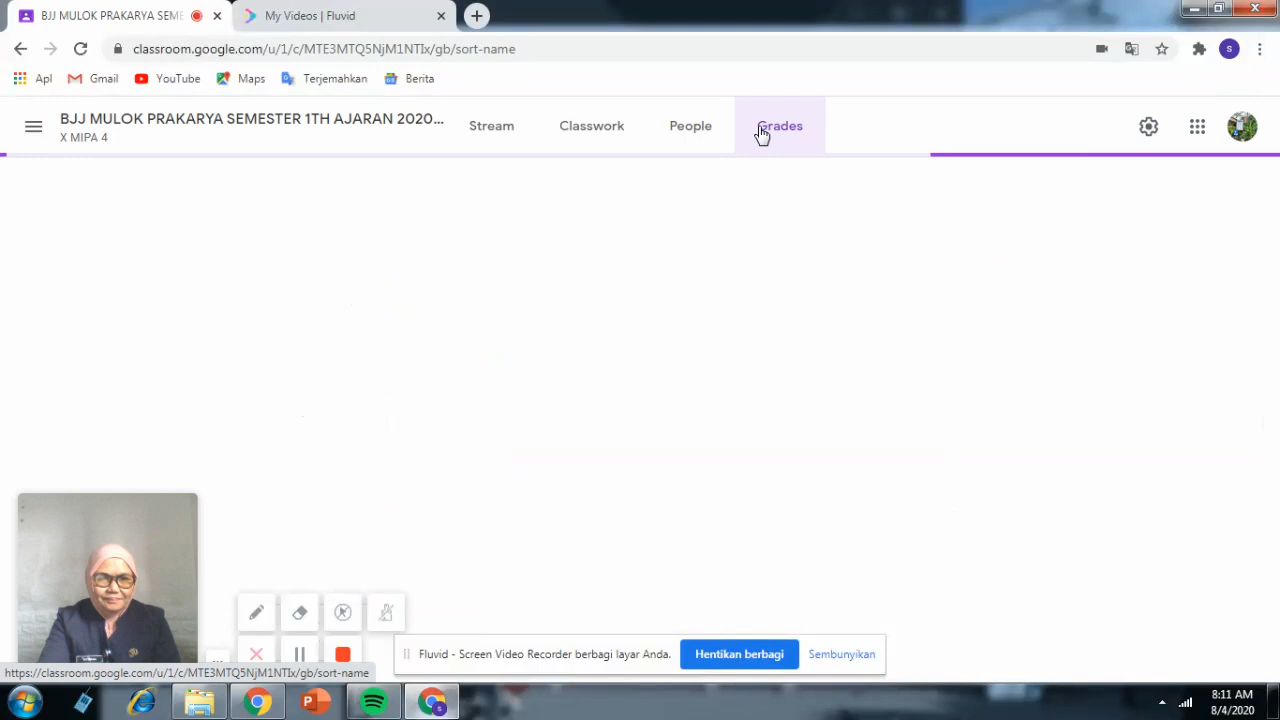 BJJ MULOK PRAKARYA SEME
My Videos | Fluvid
classroom.google.com/u/1/c/MTE3MTQ5NjM1NTIx/gb/sort-name
S
Apl
Gmail
YouTube
Maps
Terjemahkan
Berita
BJJ MULOK PRAKARYA SEMESTER 1TH AJARAN 2020...
X MIPA 4
Stream
Classwork
People
Grades
Fluvid - Screen Video Recorder berbagi layar Anda.
Hentikan berbagi
Sembunyikan
https://classroom.google.com/u/1/c/MTE3MTQ5NjM1NTIx/gb/sort-name
8:11 AM
8/4/2020